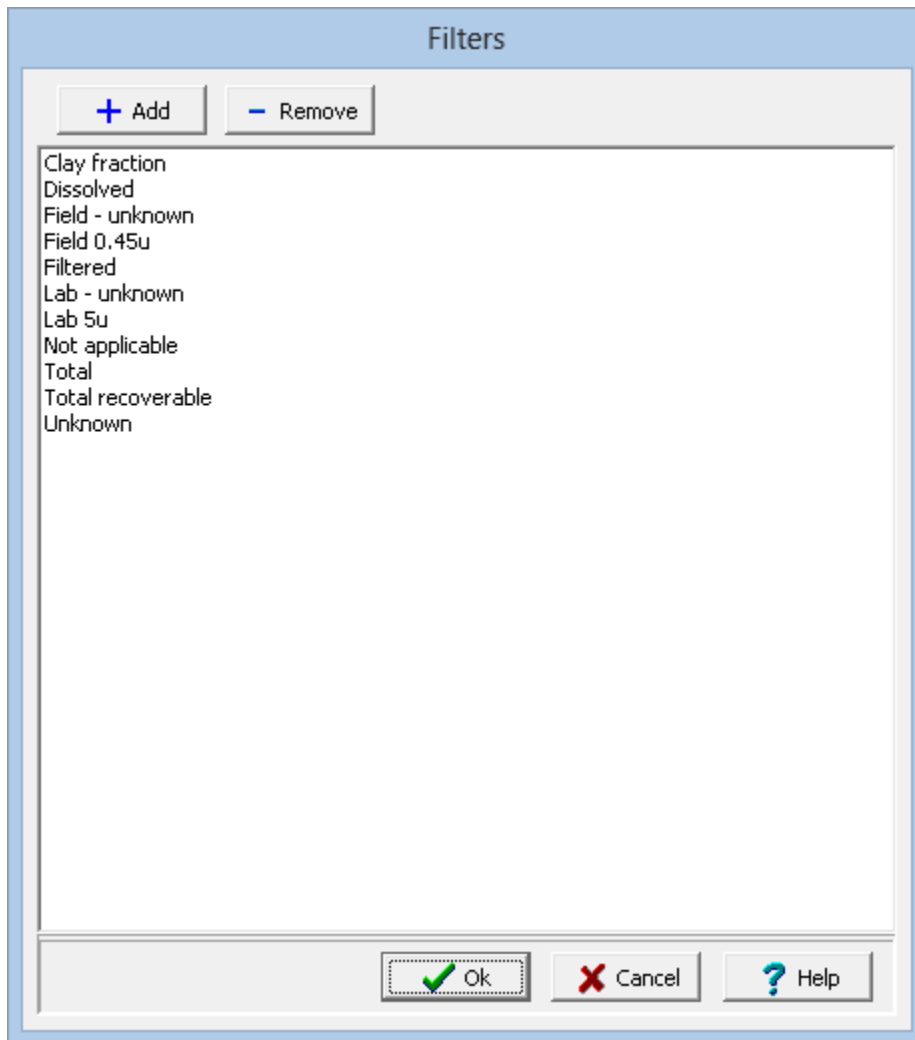 Filters
Add
Remove
Clay fraction
Dissolved
Field - unknown
Field 0.45u
Filtered
Lab - unknown
Lab 5u
Not applicable
Total
Total recoverable
Unknown
Ok
Cancel
Help